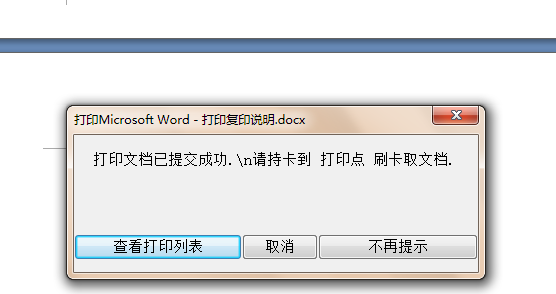 打印Microsoft Word - 打印复印说明.docx
打印文档已提交成功.\n请持卡到 打印点 刷卡取文档.
查看打印列表 取消 不再提示